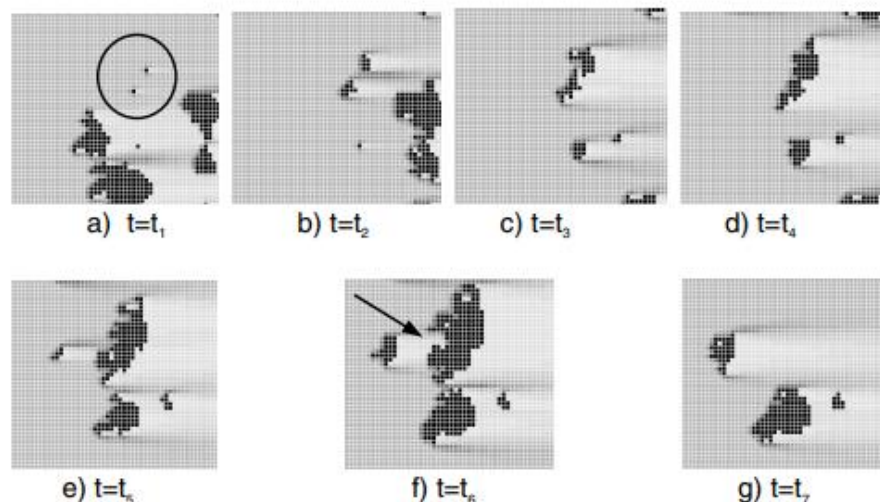 a) t=t₁
b) t=t₂
c) t=t₃
d) t=t₄
e) t=t₅
f) t=t₆
g) t=t₇